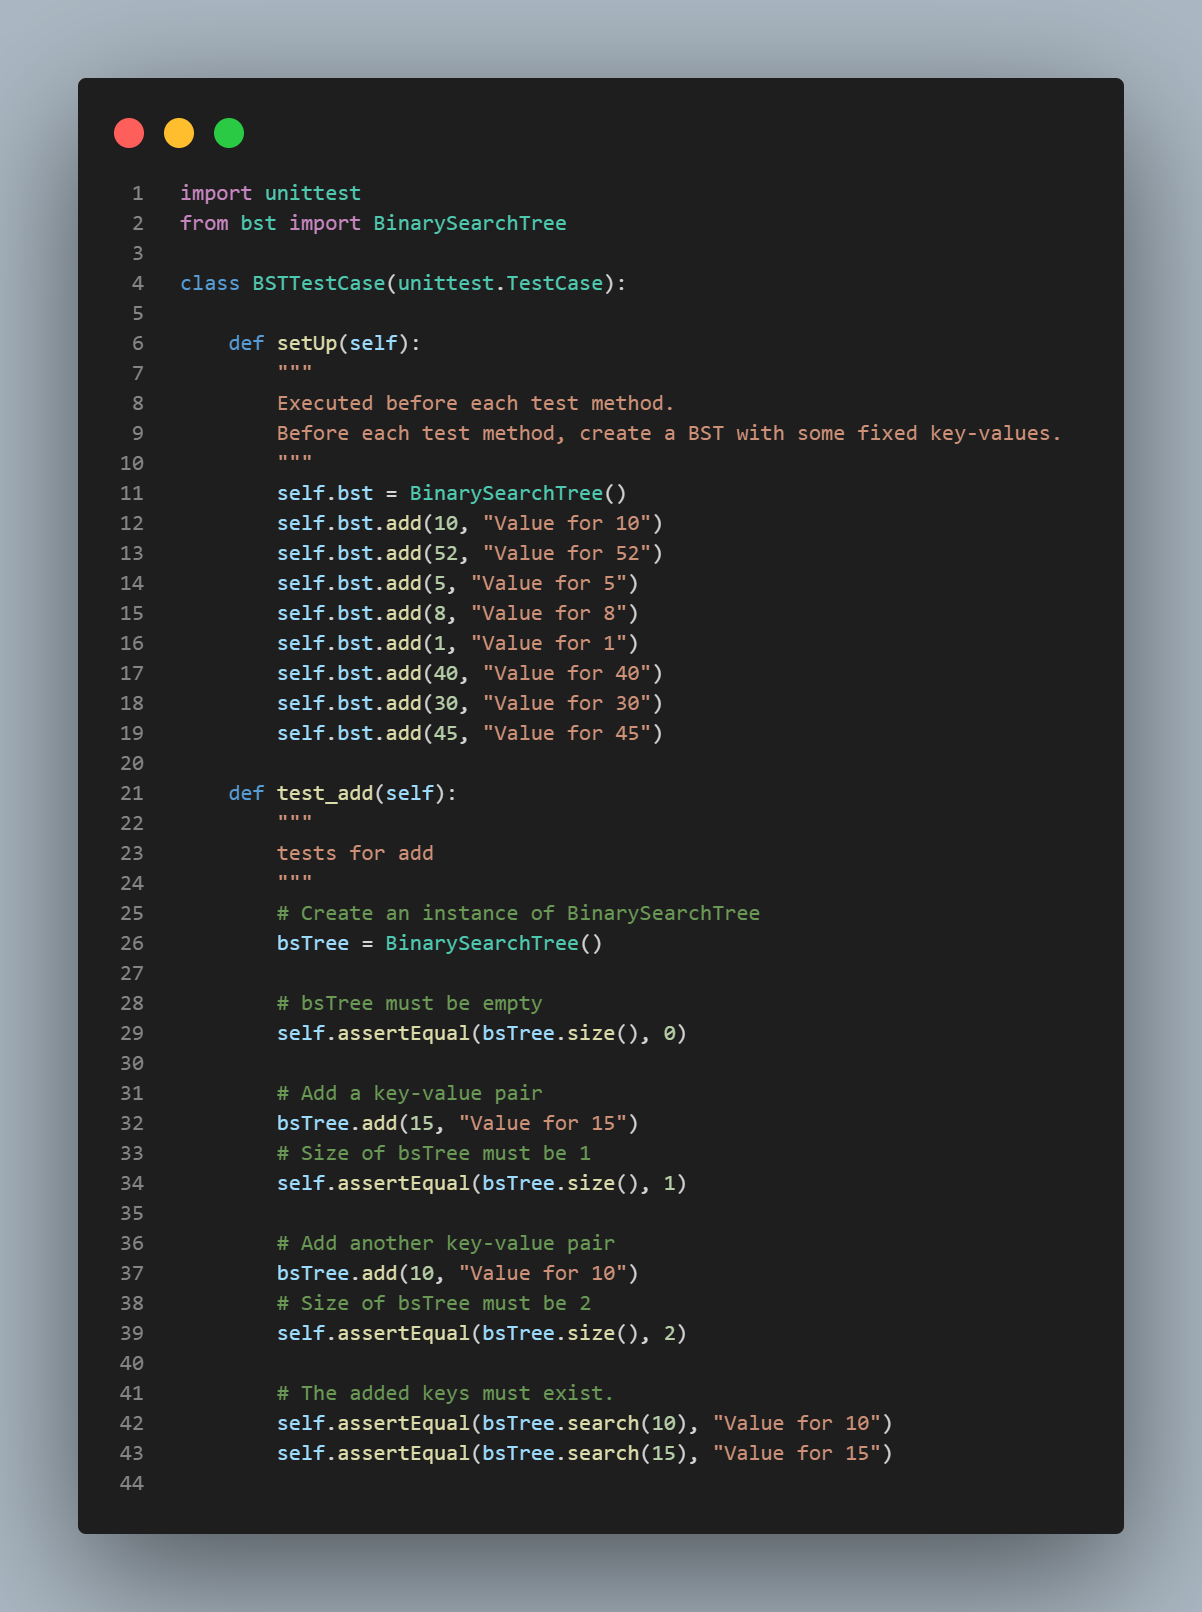 1 import unittest
2 from bst import BinarySearchTree
3
4 class BSTTestCase(unittest.TestCase):
5
6     def setUp(self):
7         """
8         Executed before each test method.
9         Before each test method, create a BST with some fixed key-values.
10         """
11         self.bst = BinarySearchTree()
12         self.bst.add(10, "Value for 10")
13         self.bst.add(52, "Value for 52")
14         self.bst.add(5, "Value for 5")
15         self.bst.add(8, "Value for 8")
16         self.bst.add(1, "Value for 1")
17         self.bst.add(40, "Value for 40")
18         self.bst.add(30, "Value for 30")
19         self.bst.add(45, "Value for 45")
20
21     def test_add(self):
22         """
23         tests for add
24         """
25         # Create an instance of BinarySearchTree
26         bsTree = BinarySearchTree()
27
28         # bsTree must be empty
29         self.assertEqual(bsTree.size(), 0)
30
31         # Add a key-value pair
32         bsTree.add(15, "Value for 15")
33         # Size of bsTree must be 1
34         self.assertEqual(bsTree.size(), 1)
35
36         # Add another key-value pair
37         bsTree.add(10, "Value for 10")
38         # Size of bsTree must be 2
39         self.assertEqual(bsTree.size(), 2)
40
41         # The added keys must exist.
42         self.assertEqual(bsTree.search(10), "Value for 10")
43         self.assertEqual(bsTree.search(15), "Value for 15")
44